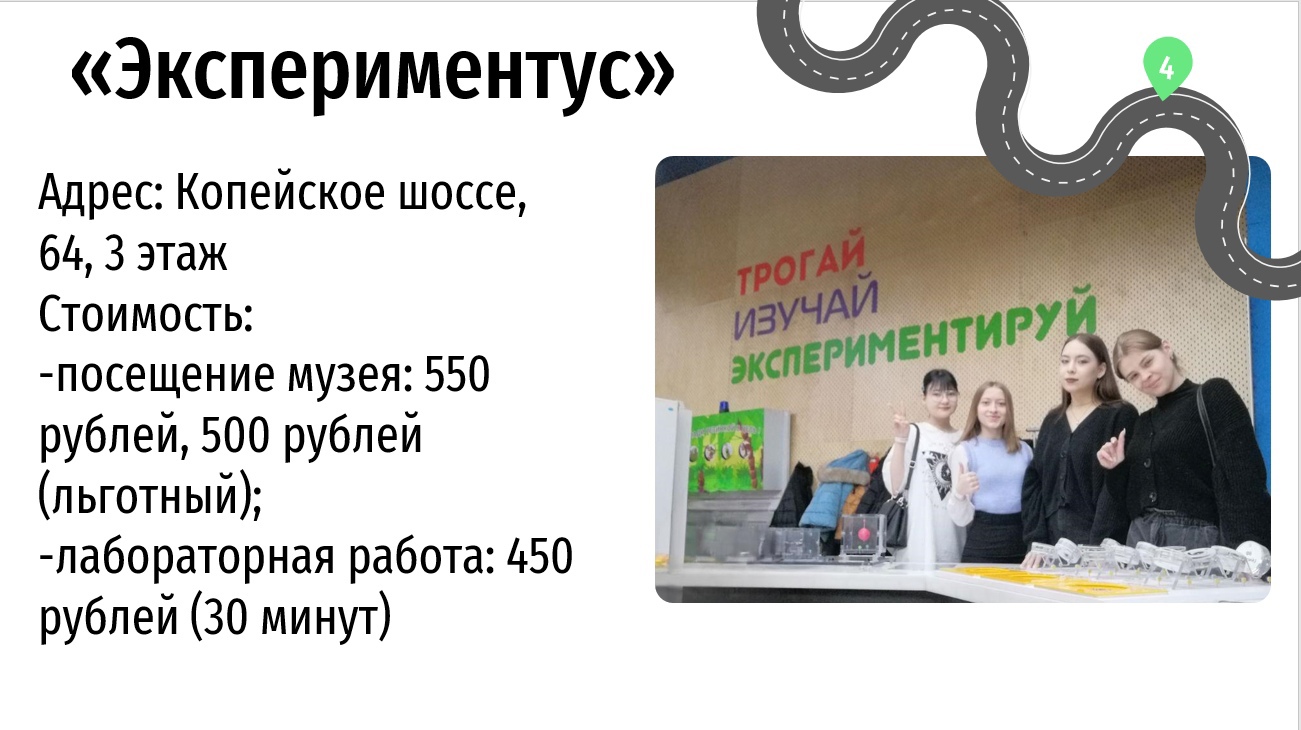 «Экспериментус»
4
Адрес: Копейское шоссе,
64, 3 этаж
Стоимость:
-посещение музея: 550
рублей, 500 рублей
(льготный);
-лабораторная работа: 450
рублей (30 минут)
ТРОГАЙ
ИЗУЧАЙ
ЭКСПЕРИМЕНТИРУЙ